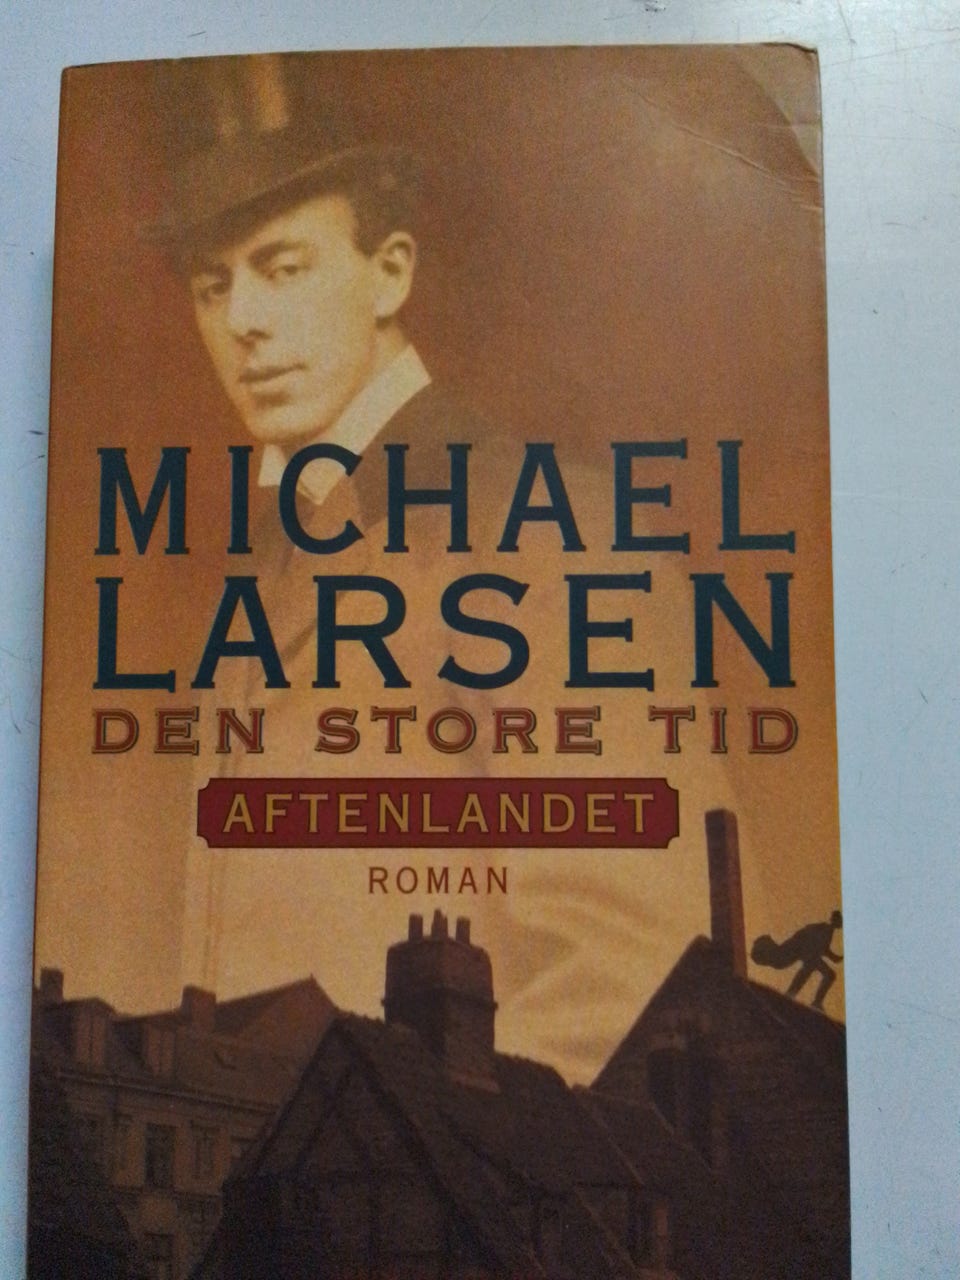 MICHAEL
LARSEN
DEN STORE TID
AFTENLANDET
ROMAN